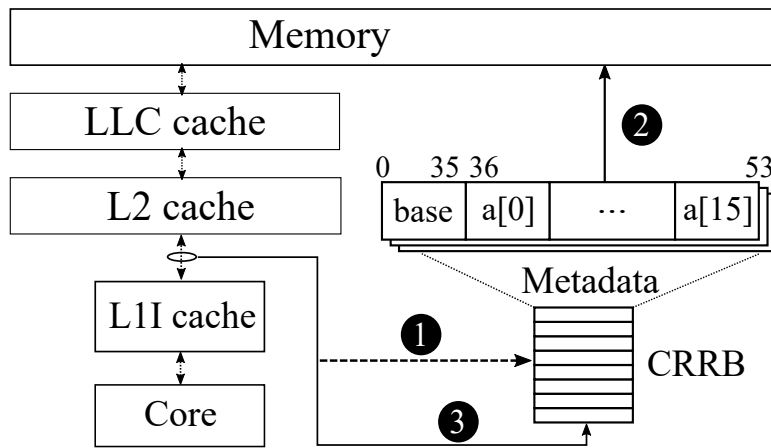 Memory
LLC cache
2
0 35 36 53
L2 cache
base a[0] ... a[15]
Metadata
L1I cache
1
CRRB
Core
3